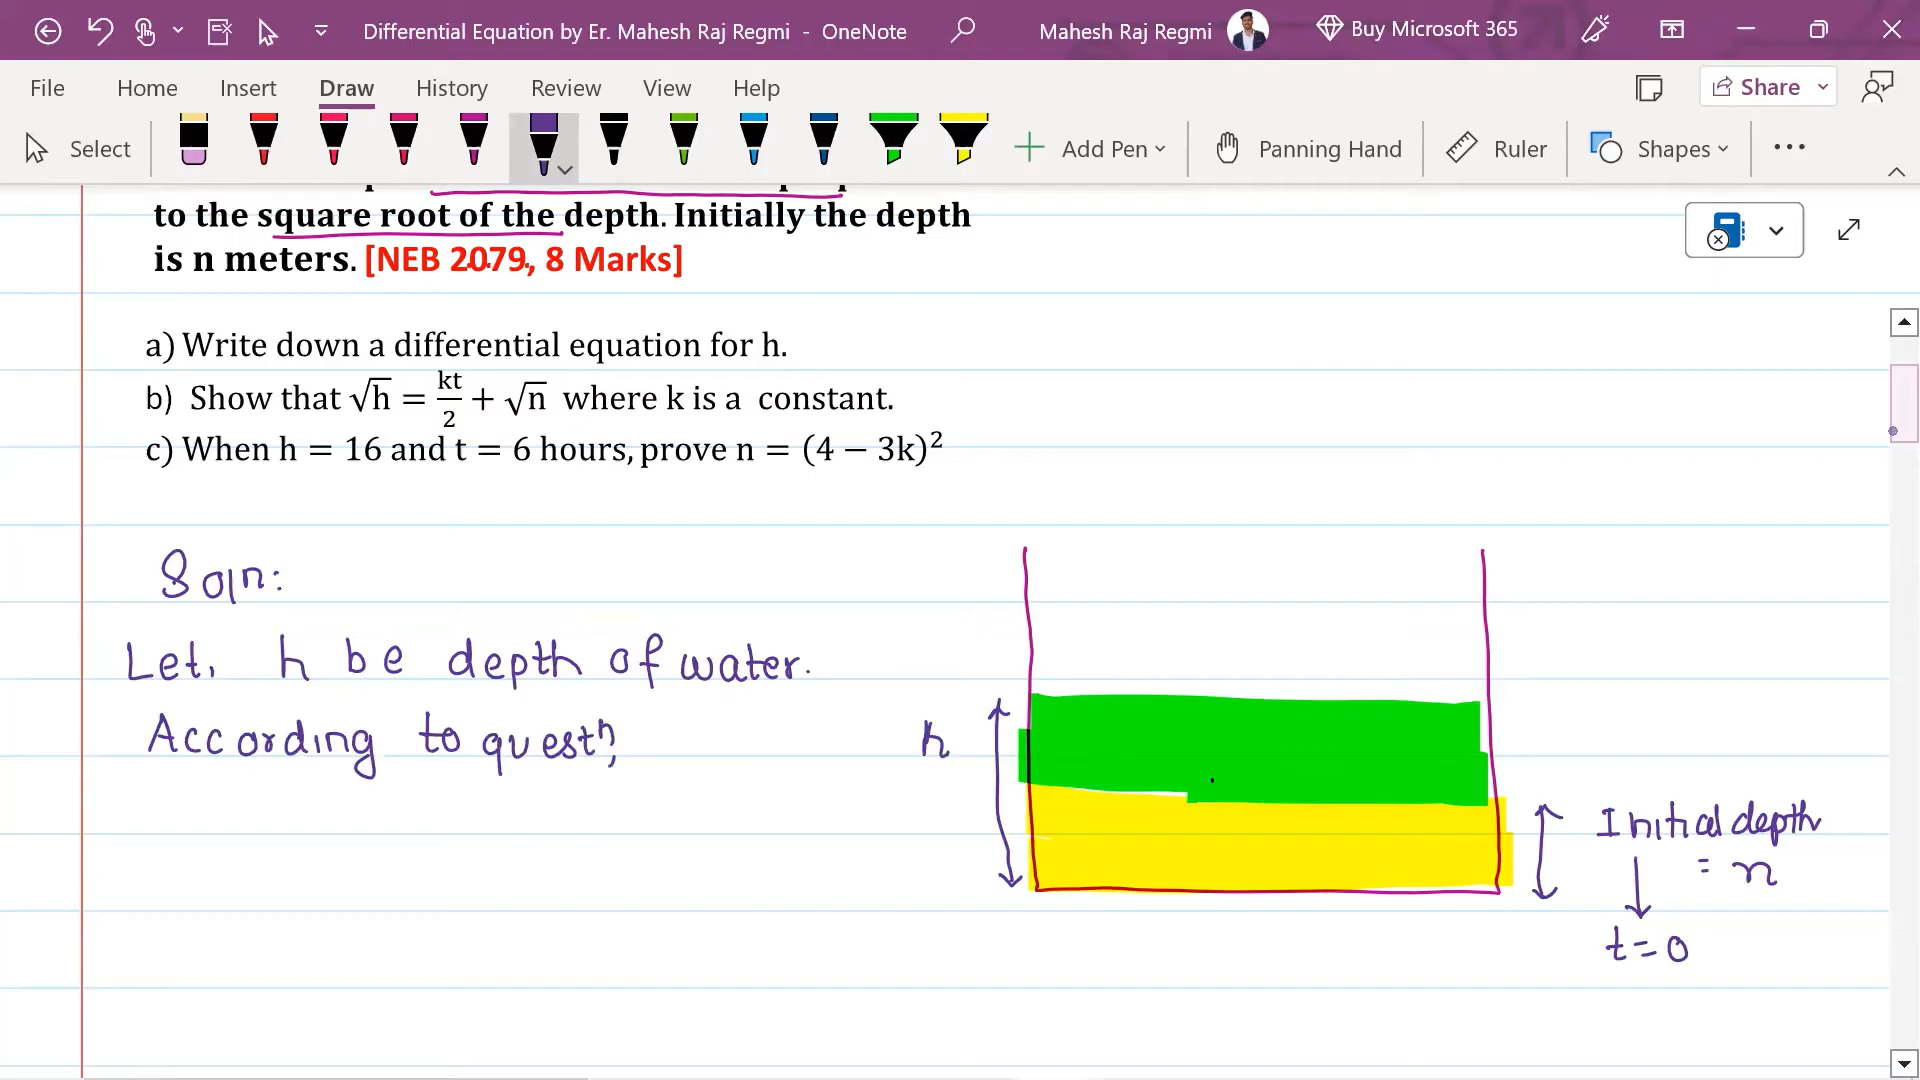 Differential Equation by Er. Mahesh Raj Regmi - OneNote
Mahesh Raj Regmi
Buy Microsoft 365
File Home Insert Draw History Review View Help
Share
Select
Add Pen
Panning Hand
Ruler
Shapes
to the square root of the depth. Initially the depth
is n meters. [NEB 2079, 8 Marks]
a) Write down a differential equation for h.
b) Show that √h = kt/2 + √n where k is a constant.
c) When h = 16 and t = 6 hours, prove n = (4 − 3k)²
Soln:
Let, h be depth of water.
According to questn,
h
Initial depth
= n
t = 0